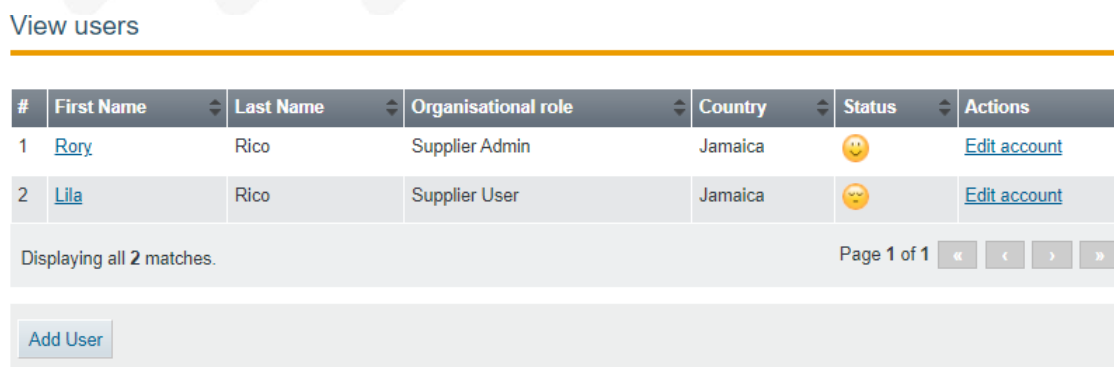 View users
# First Name Last Name Organisational role Country Status Actions
1 Rory Rico Supplier Admin Jamaica Edit account
2 Lila Rico Supplier User Jamaica Edit account
Displaying all 2 matches. Page 1 of 1 « ‹ › »
Add User